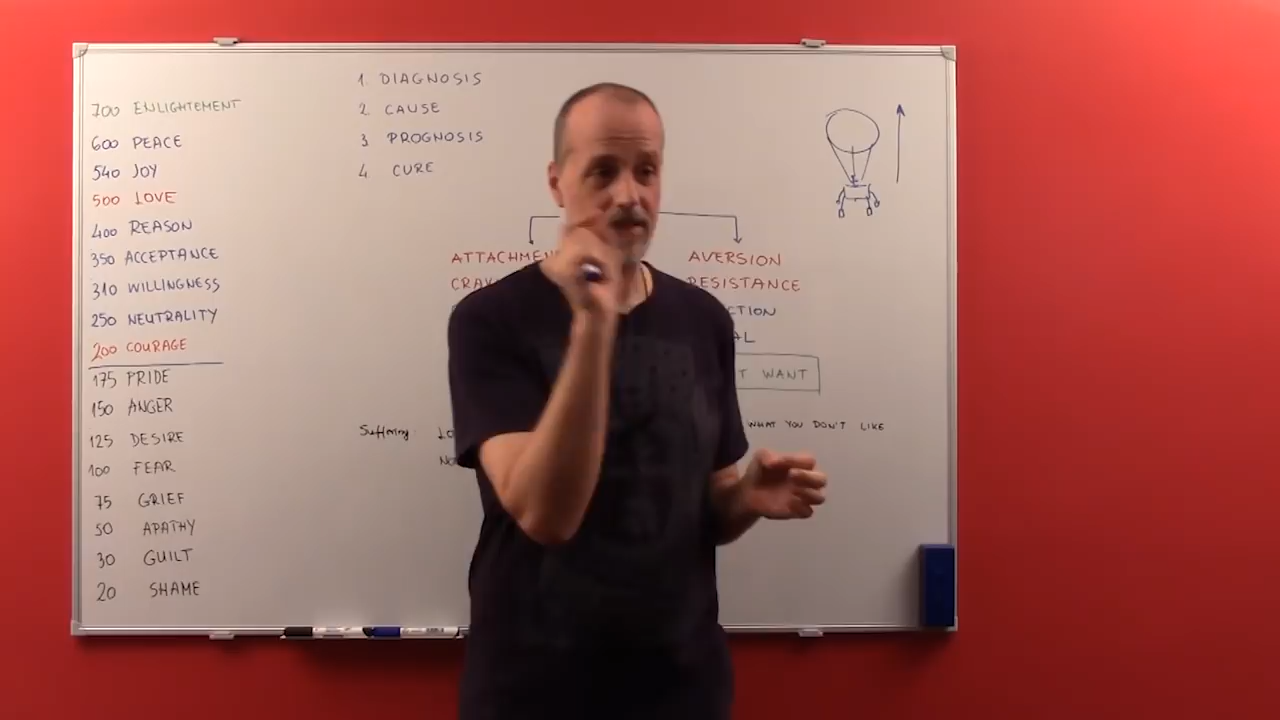 700 ENLIGHTEMENT
600 PEACE
540 JOY
500 LOVE
400 REASON
350 ACCEPTANCE
310 WILLINGNESS
250 NEUTRALITY
200 COURAGE
175 PRIDE
150 ANGER
125 DESIRE
100 FEAR
75 GRIEF
50 APATHY
30 GUILT
20 SHAME
1. DIAGNOSIS
2. CAUSE
3 PROGNOSIS
4 CURE
ATTACHMEN
AVERSION
RESISTANCE
WANT
Suffering:
WHAT YOU DON'T LIKE